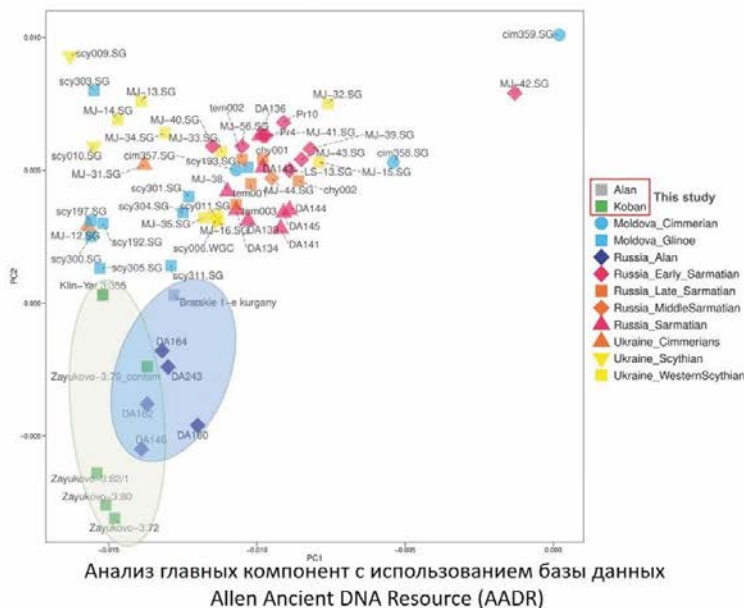 0.010
0.005
0.000
-0.005
PC2
-0.015
-0.010
-0.005
0.000
PC1
cim359.SG
scy009.SG
scy303.SG
MJ-13.SG
MJ-14.SG
MJ-40.SG
tem002
DA136
Pr10
MJ-32.SG
MJ-42.SG
MJ-34.SG
MJ-33.SG
MJ-56.SG
Pr4
MJ-41.SG
MJ-39.SG
scy010.SG
cim357.SG
scy193.SG
chy001
DA143
MJ-43.SG
cim358.SG
MJ-31.SG
MJ-38
LS-13.SG
MJ-15.SG
scy301.SG
tem001
MJ-44.SG
chy002
scy197.SG
scy304.SG
scy011.SG
tem003
DA139
DA144
MJ-12.SG
MJ-35.SG
MJ-16.SG
DA145
scy192.SG
scy006.WGC
DA134
DA141
scy300.SG
scy305.SG
scy311.SG
Klin-Yar 3:355
Bratskie 1-e kurgany
DA164
Zayukovo-3:79_contam
DA243
DA162
DA160
DA146
Zayukovo-3:82/1
Zayukovo-3:80
Zayukovo-3:72
Alan
Koban
This study
Moldova_Cimmerian
Moldova_Glinoe
Russia_Alan
Russia_Early_Sarmatian
Russia_Late_Sarmatian
Russia_MiddleSarmatian
Russia_Sarmatian
Ukraine_Cimmerians
Ukraine_Scythian
Ukraine_WesternScythian
Анализ главных компонент с использованием базы данных
Allen Ancient DNA Resource (AADR)